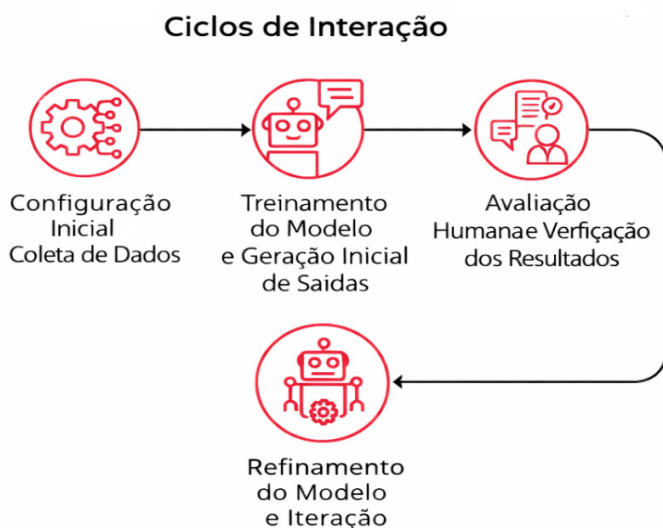 Ciclos de Interação
Configuração
Inicial
Coleta de Dados
Treinamento
do Modelo
e Geração Inicial
de Saidas
Avaliação
Humanae Verfiçação
dos Resultados
Refinamento
do Modelo
e Iteração